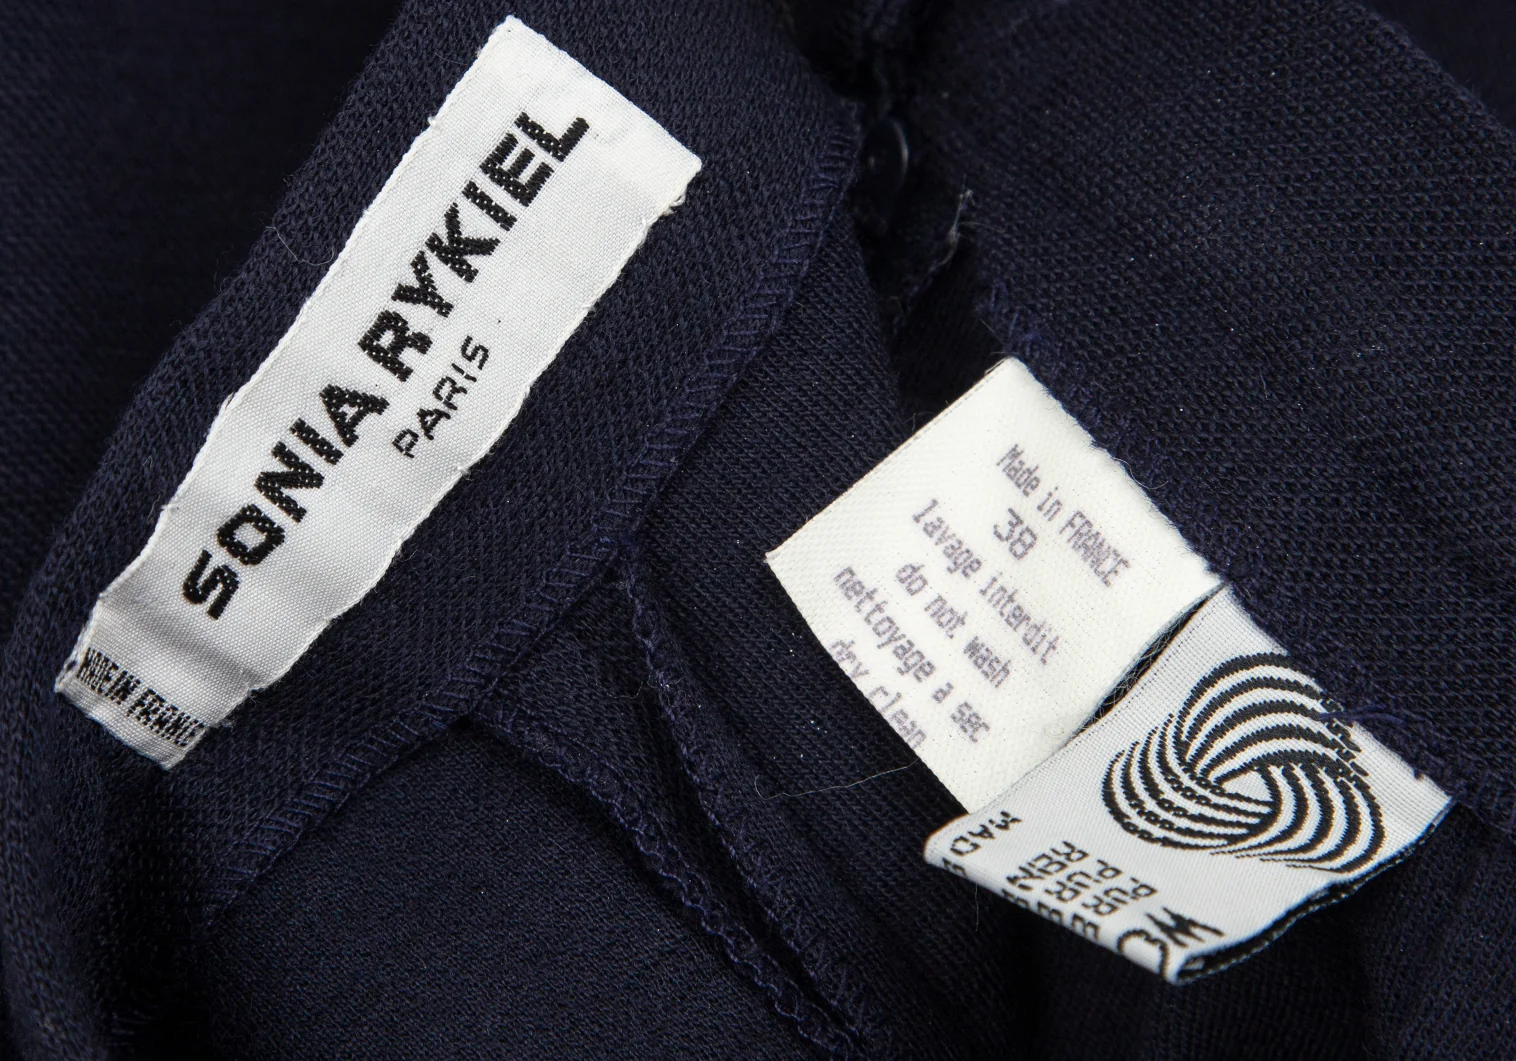 SONIA RYKIEL
PARIS
MADE IN FRANCE
Made in FRANCE
38
lavage interdit
do not wash
nettoyage a sec
dry clean
PURE
PUR